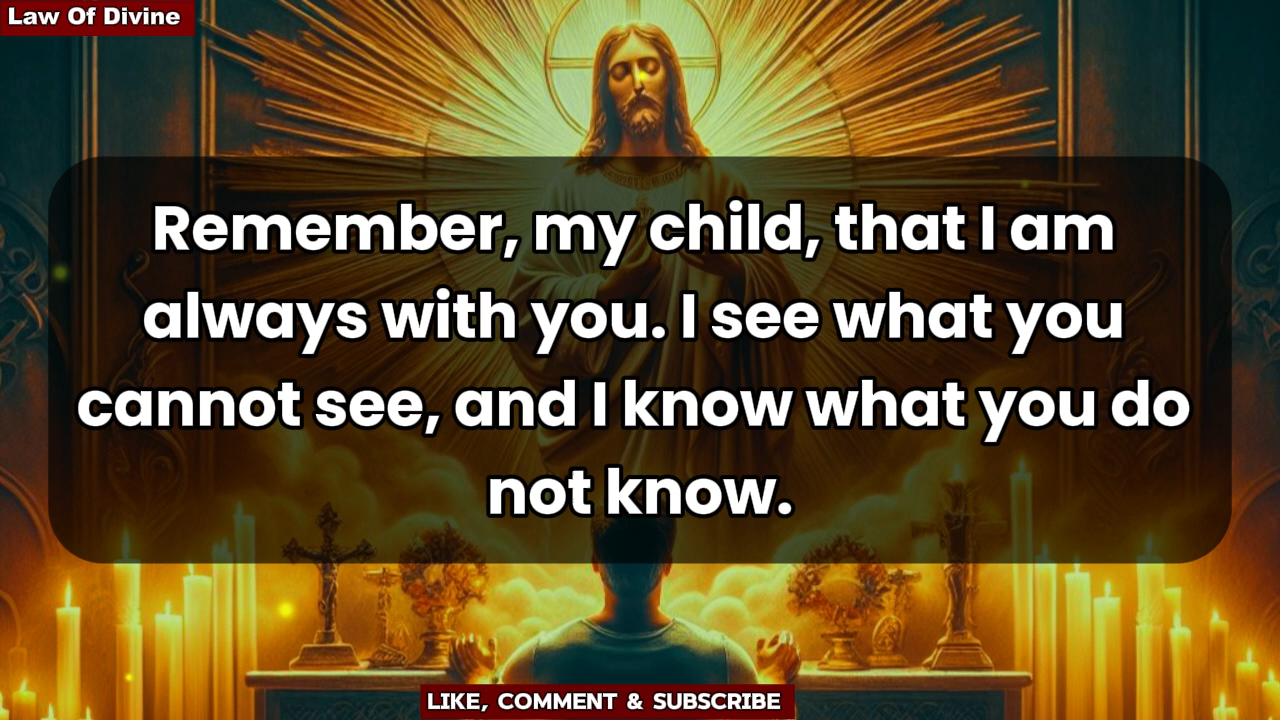 Law Of Divine
Remember, my child, that I am
always with you. I see what you
cannot see, and I know what you do
not know.
LIKE, COMMENT & SUBSCRIBE